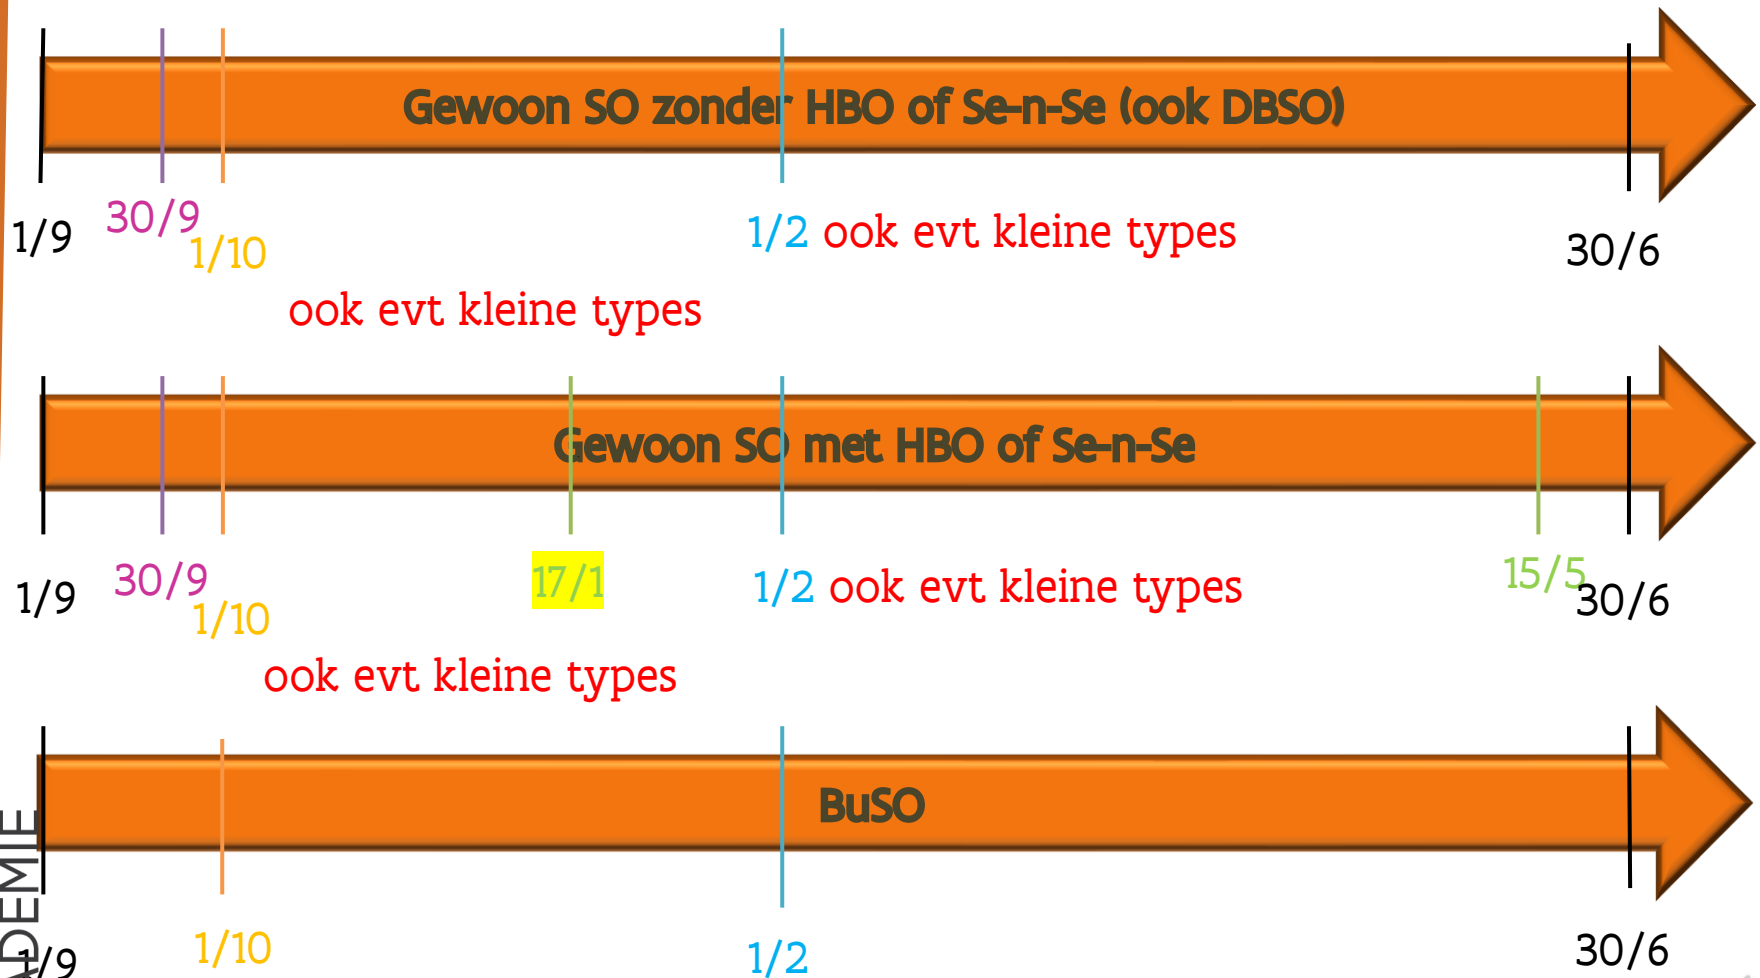 Gewoon SO zonder HBO of Se-n-Se (ook DBSO)
1/9
30/9
1/10
1/2 ook evt kleine types
30/6
ook evt kleine types
Gewoon SO met HBO of Se-n-Se
1/9
30/9
1/10
17/1
1/2 ook evt kleine types
15/5
30/6
ook evt kleine types
BuSO
1/9
1/10
1/2
30/6
ADEMIE